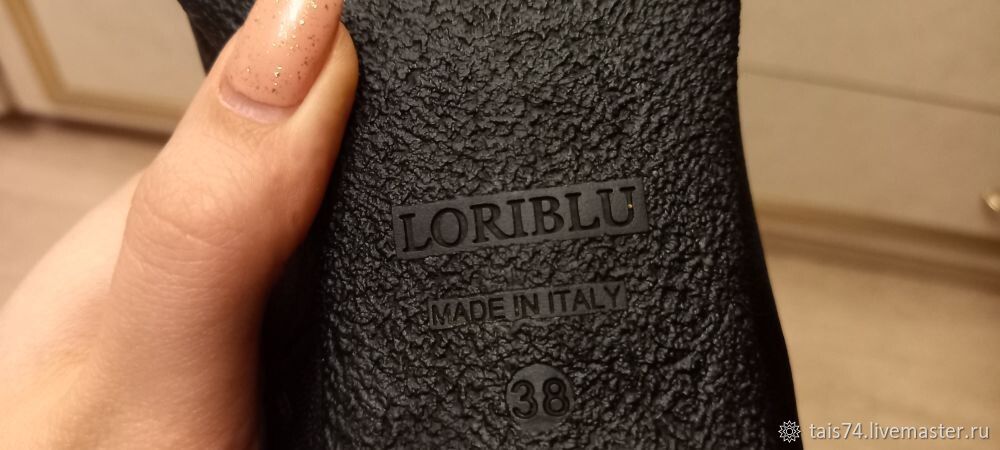 LORIBLU
MADE IN ITALY
38
tais74.livemaster.ru